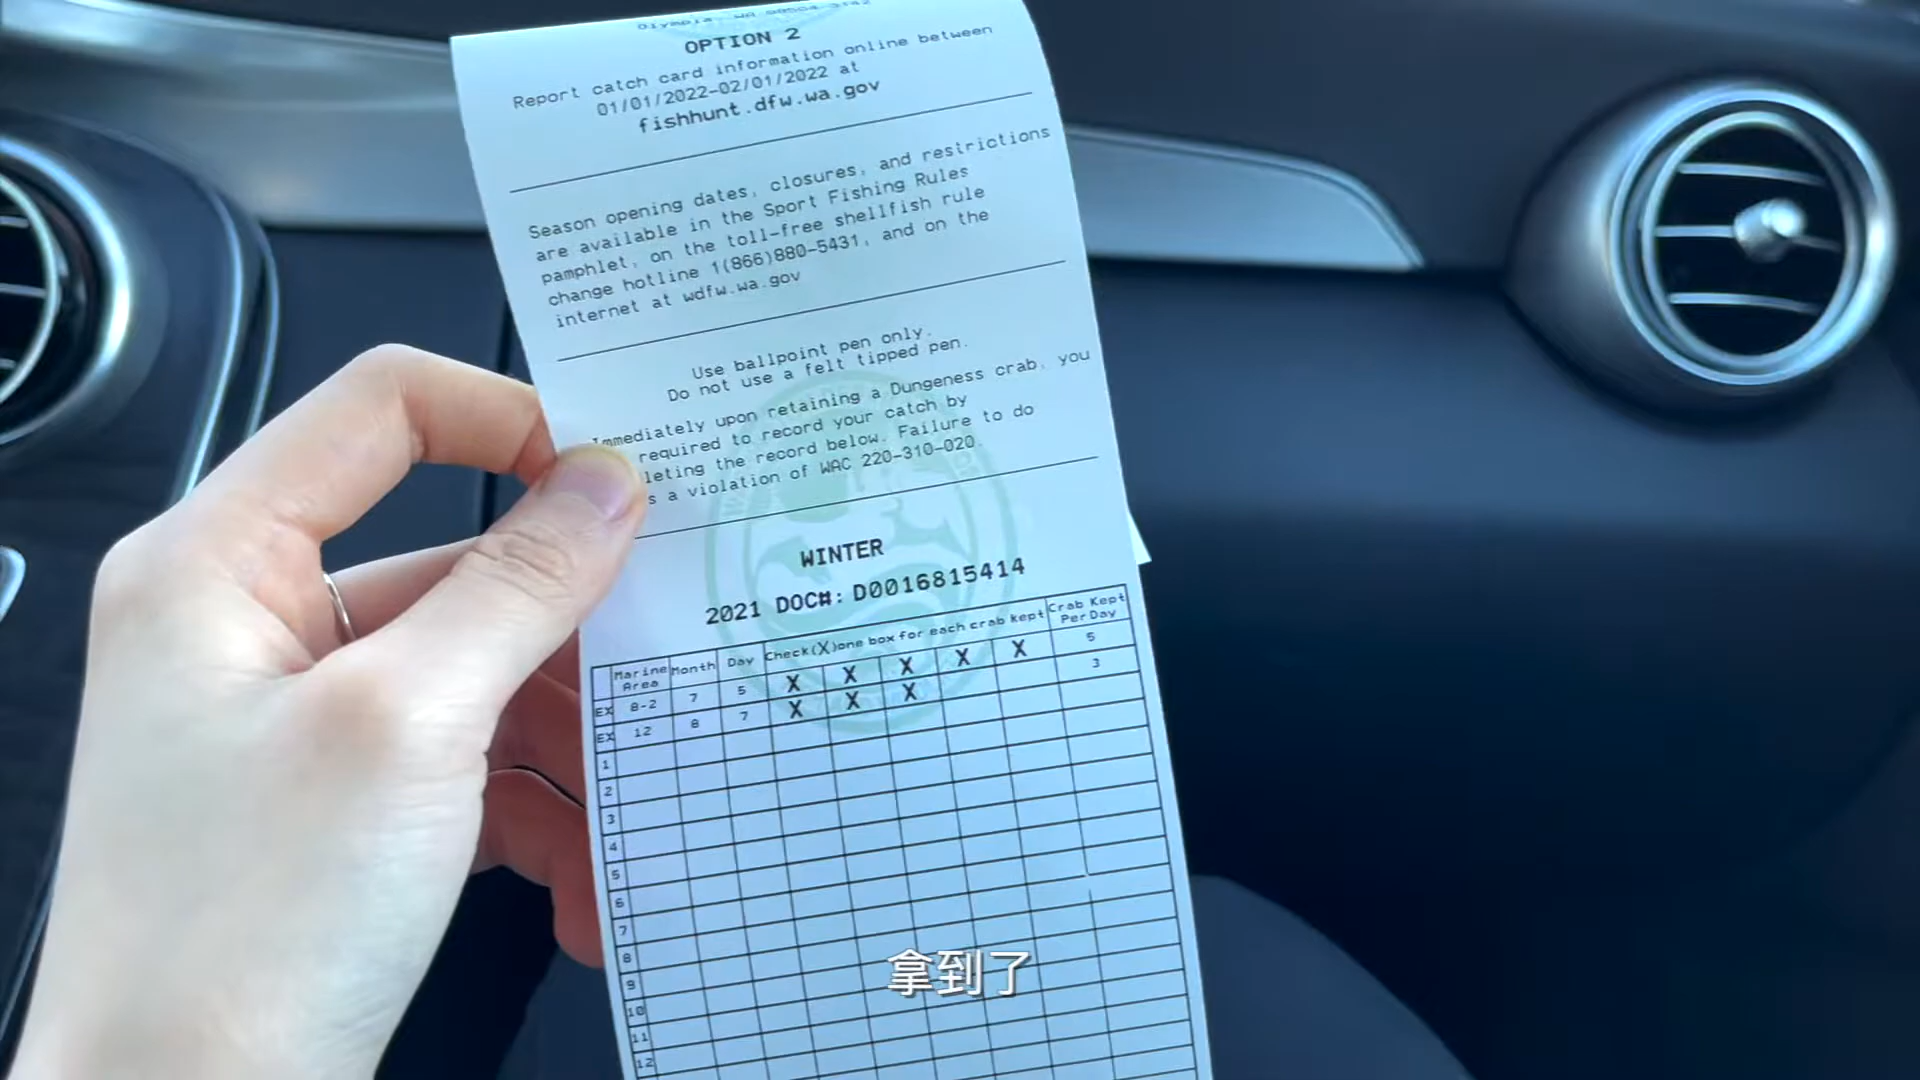 Olympia, WA 98504-3142
OPTION 2
Report catch card information online between
01/01/2022-02/01/2022 at
fishhunt.dfw.wa.gov
Season opening dates, closures, and restrictions
are available in the Sport Fishing Rules
pamphlet, on the toll-free shellfish rule
change hotline 1(866)880-5431, and on the
internet at wdfw.wa.gov
Use ballpoint pen only.
Do not use a felt tipped pen.
Immediately upon retaining a Dungeness crab, you
required to record your catch by
leting the record below. Failure to do
s a violation of WAC 220-310-020.
WINTER
2021 DOC#: D0016815414
Marine Area Month Day Check(X)one box for each crab kept Crab Kept Per Day
EX 8-2 7 5 X X X X X 5
EX 12 8 7 X X X 3
1
2
3
4
5
6
7
8
9
10
11
12
拿到了